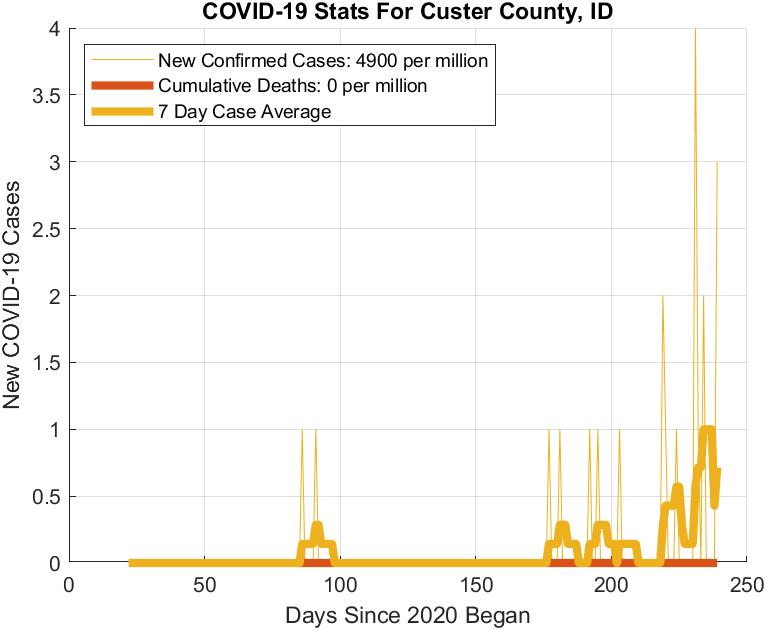 COVID-19 Stats For Custer County, ID
New Confirmed Cases: 4900 per million
Cumulative Deaths: 0 per million
7 Day Case Average
New COVID-19 Cases
4
3.5
3
2.5
2
1.5
1
0.5
0
0 50 100 150 200 250
Days Since 2020 Began